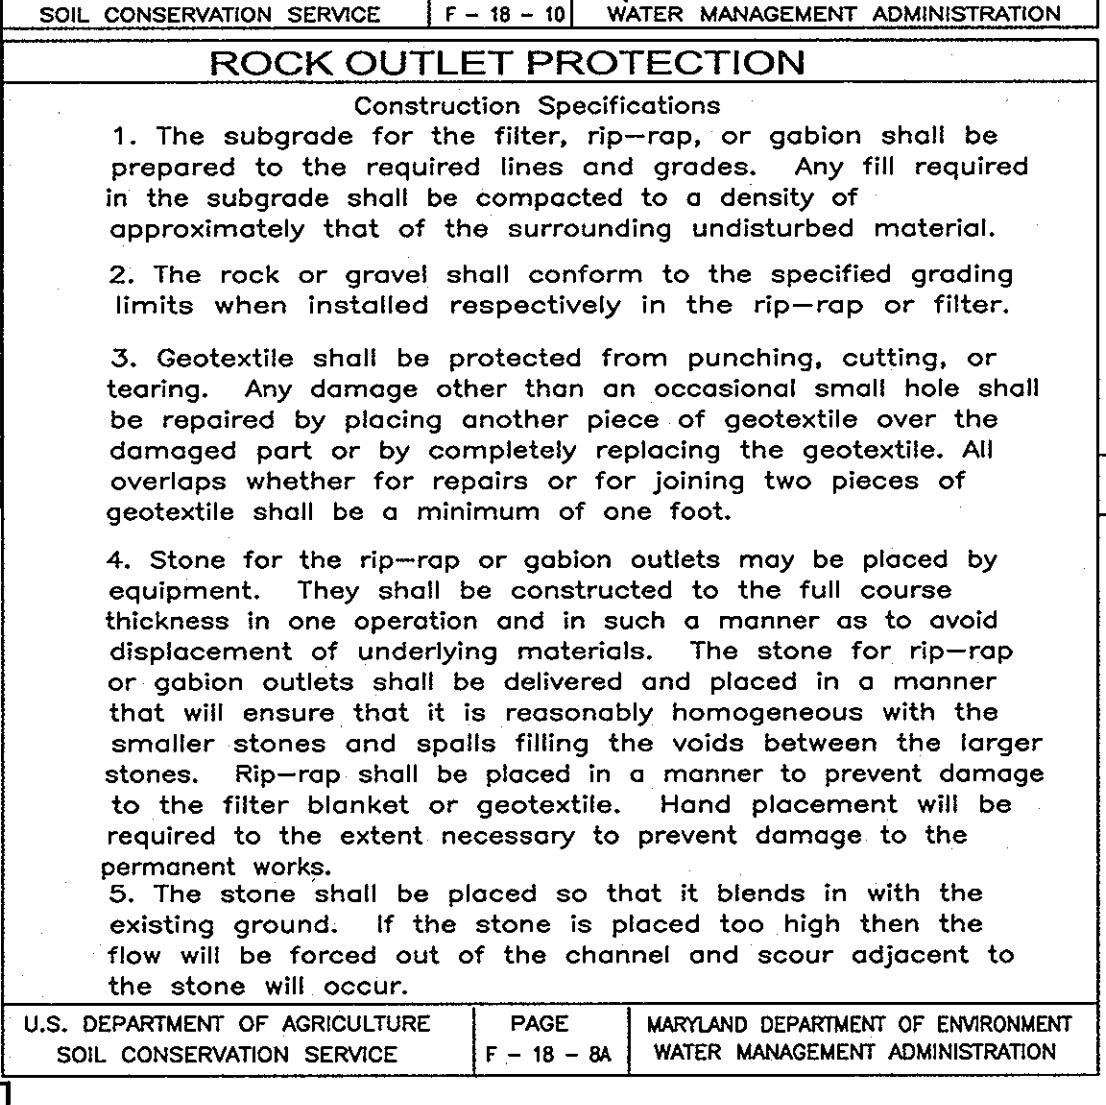 SOIL CONSERVATION SERVICE F - 18 - 10 WATER MANAGEMENT ADMINISTRATION
ROCK OUTLET PROTECTION
Construction Specifications
1. The subgrade for the filter, rip-rap, or gabion shall be
prepared to the required lines and grades. Any fill required
in the subgrade shall be compacted to a density of
approximately that of the surrounding undisturbed material.
2. The rock or gravel shall conform to the specified grading
limits when installed respectively in the rip-rap or filter.
3. Geotextile shall be protected from punching, cutting, or
tearing. Any damage other than an occasional small hole shall
be repaired by placing another piece of geotextile over the
damaged part or by completely replacing the geotextile. All
overlaps whether for repairs or for joining two pieces of
geotextile shall be a minimum of one foot.
4. Stone for the rip-rap or gabion outlets may be placed by
equipment. They shall be constructed to the full course
thickness in one operation and in such a manner as to avoid
displacement of underlying materials. The stone for rip-rap
or gabion outlets shall be delivered and placed in a manner
that will ensure that it is reasonably homogeneous with the
smaller stones and spalls filling the voids between the larger
stones. Rip-rap shall be placed in a manner to prevent damage
to the filter blanket or geotextile. Hand placement will be
required to the extent necessary to prevent damage to the
permanent works.
5. The stone shall be placed so that it blends in with the
existing ground. If the stone is placed too high then the
flow will be forced out of the channel and scour adjacent to
the stone will occur.
U.S. DEPARTMENT OF AGRICULTURE PAGE MARYLAND DEPARTMENT OF ENVIRONMENT
SOIL CONSERVATION SERVICE F - 18 - 8A WATER MANAGEMENT ADMINISTRATION